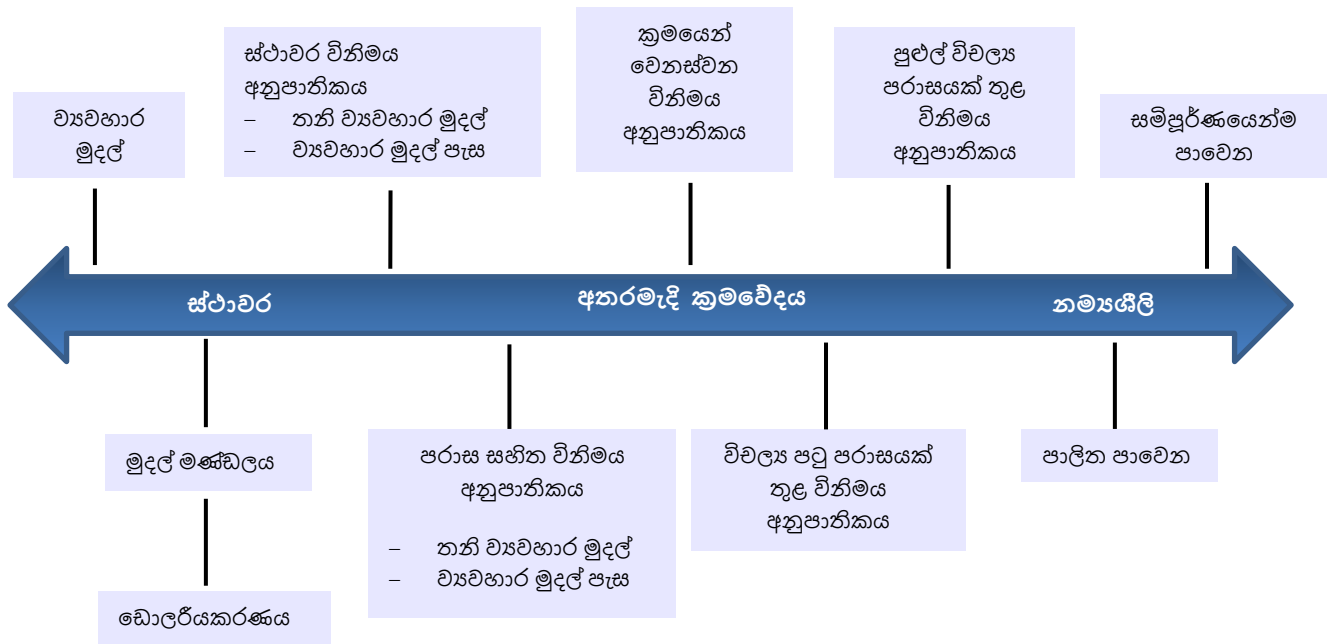 ව්‍යවහාර
මුදල්
ස්ථාවර විනිමය
අනුපාතිකය
– තනි ව්‍යවහාර මුදල්
– ව්‍යවහාර මුදල් පැස
ක්‍රමයෙන්
වෙනස්වන
විනිමය
අනුපාතිකය
පුළුල් විචල්‍ය
පරාසයක් තුළ
විනිමය
අනුපාතිකය
සම්පූර්ණයෙන්ම
පාවෙන
ස්ථාවර
අතරමැදි ක්‍රමවේදය
නම්‍යශීලි
මුදල් මණ්ඩලය
ඩොලරීයකරණය
පරාස සහිත විනිමය
අනුපාතිකය
– තනි ව්‍යවහාර මුදල්
– ව්‍යවහාර මුදල් පැස
විචල්‍ය පටු පරාසයක්
තුළ විනිමය
අනුපාතිකය
පාලිත පාවෙන